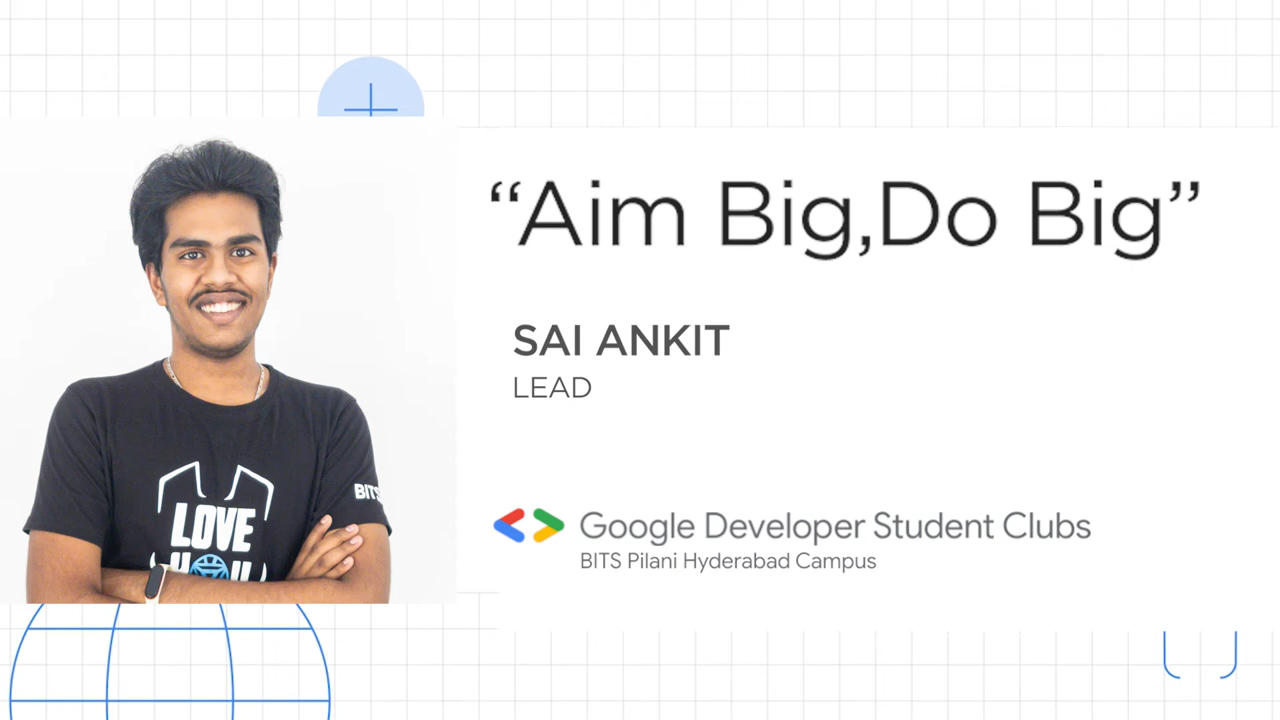 “Aim Big,Do Big”
SAI ANKIT
LEAD
BITS
LOVE
Google Developer Student Clubs
BITS Pilani Hyderabad Campus